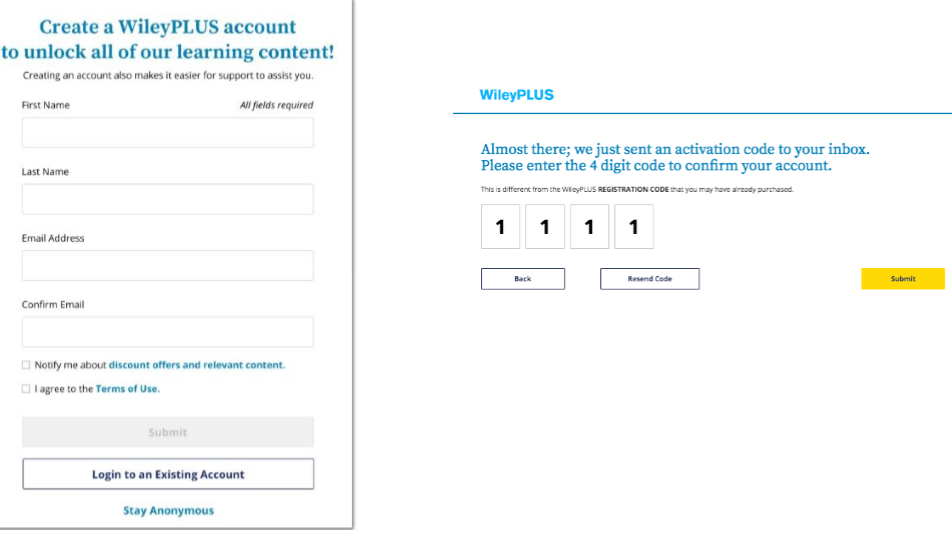 Create a WileyPLUS account
to unlock all of our learning content!
Creating an account also makes it easier for support to assist you.
First Name All fields required
Last Name
Email Address
Confirm Email
Notify me about discount offers and relevant content.
I agree to the Terms of Use.
Submit
Login to an Existing Account
Stay Anonymous
WileyPLUS
Almost there; we just sent an activation code to your inbox.
Please enter the 4 digit code to confirm your account.
This is different from the WileyPLUS REGISTRATION CODE that you may have already purchased.
1 1 1 1
Back Resend Code Submit